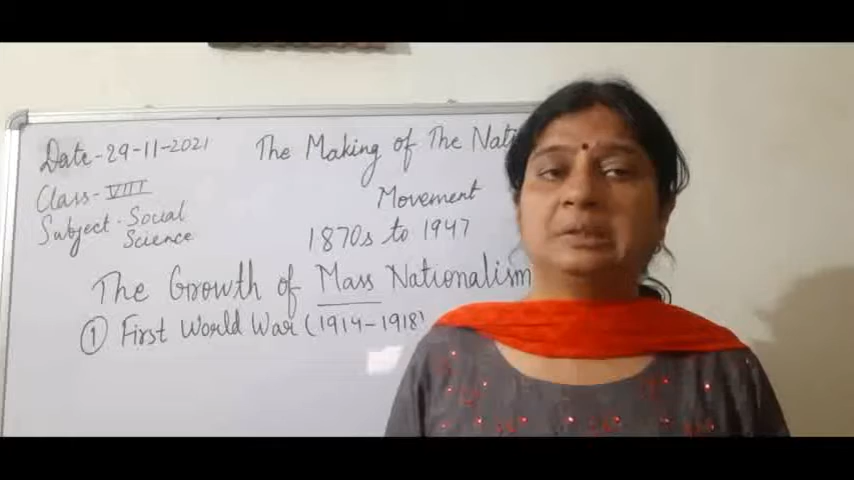 Date-29-11-2021
The Making of The Nati
Class-VIII
Movement
Subject-Social
Science
1870s to 1947
The Growth of Mass Nationalism
① First World War (1914-1918)